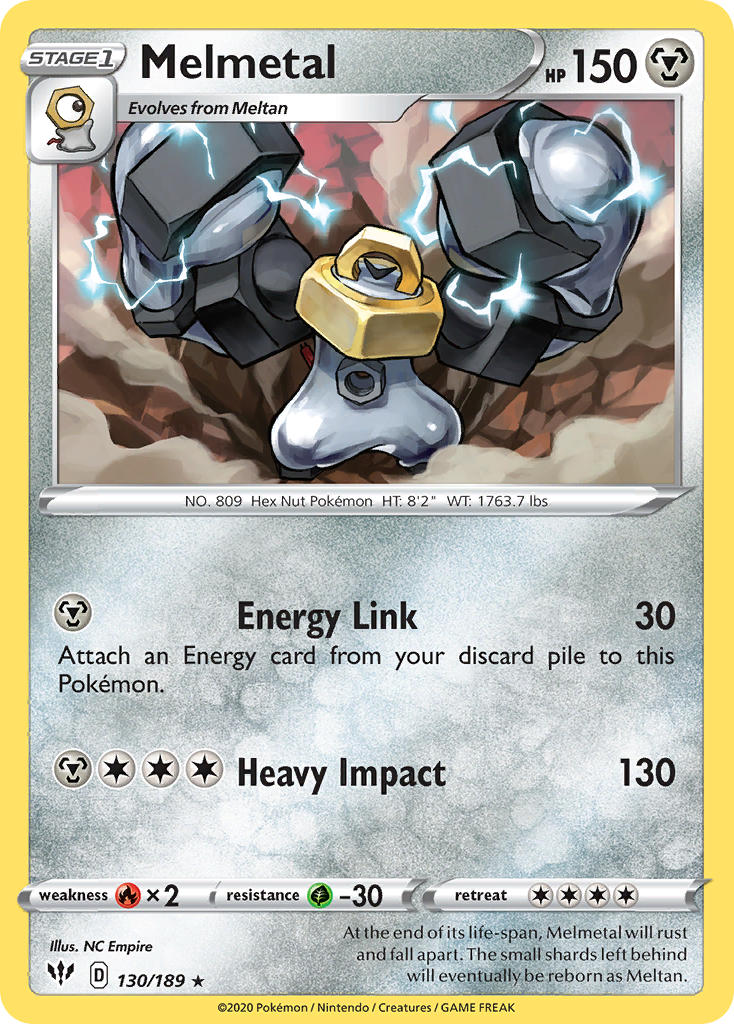 STAGE1
Melmetal
HP 150
Evolves from Meltan
NO. 809 Hex Nut Pokémon HT: 8'2" WT: 1763.7 lbs
Energy Link 30
Attach an Energy card from your discard pile to this
Pokémon.
Heavy Impact 130
weakness ×2 resistance -30 retreat
Illus. NC Empire
At the end of its life-span, Melmetal will rust
and fall apart. The small shards left behind
will eventually be reborn as Meltan.
D 130/189 ★
©2020 Pokémon / Nintendo / Creatures / GAME FREAK